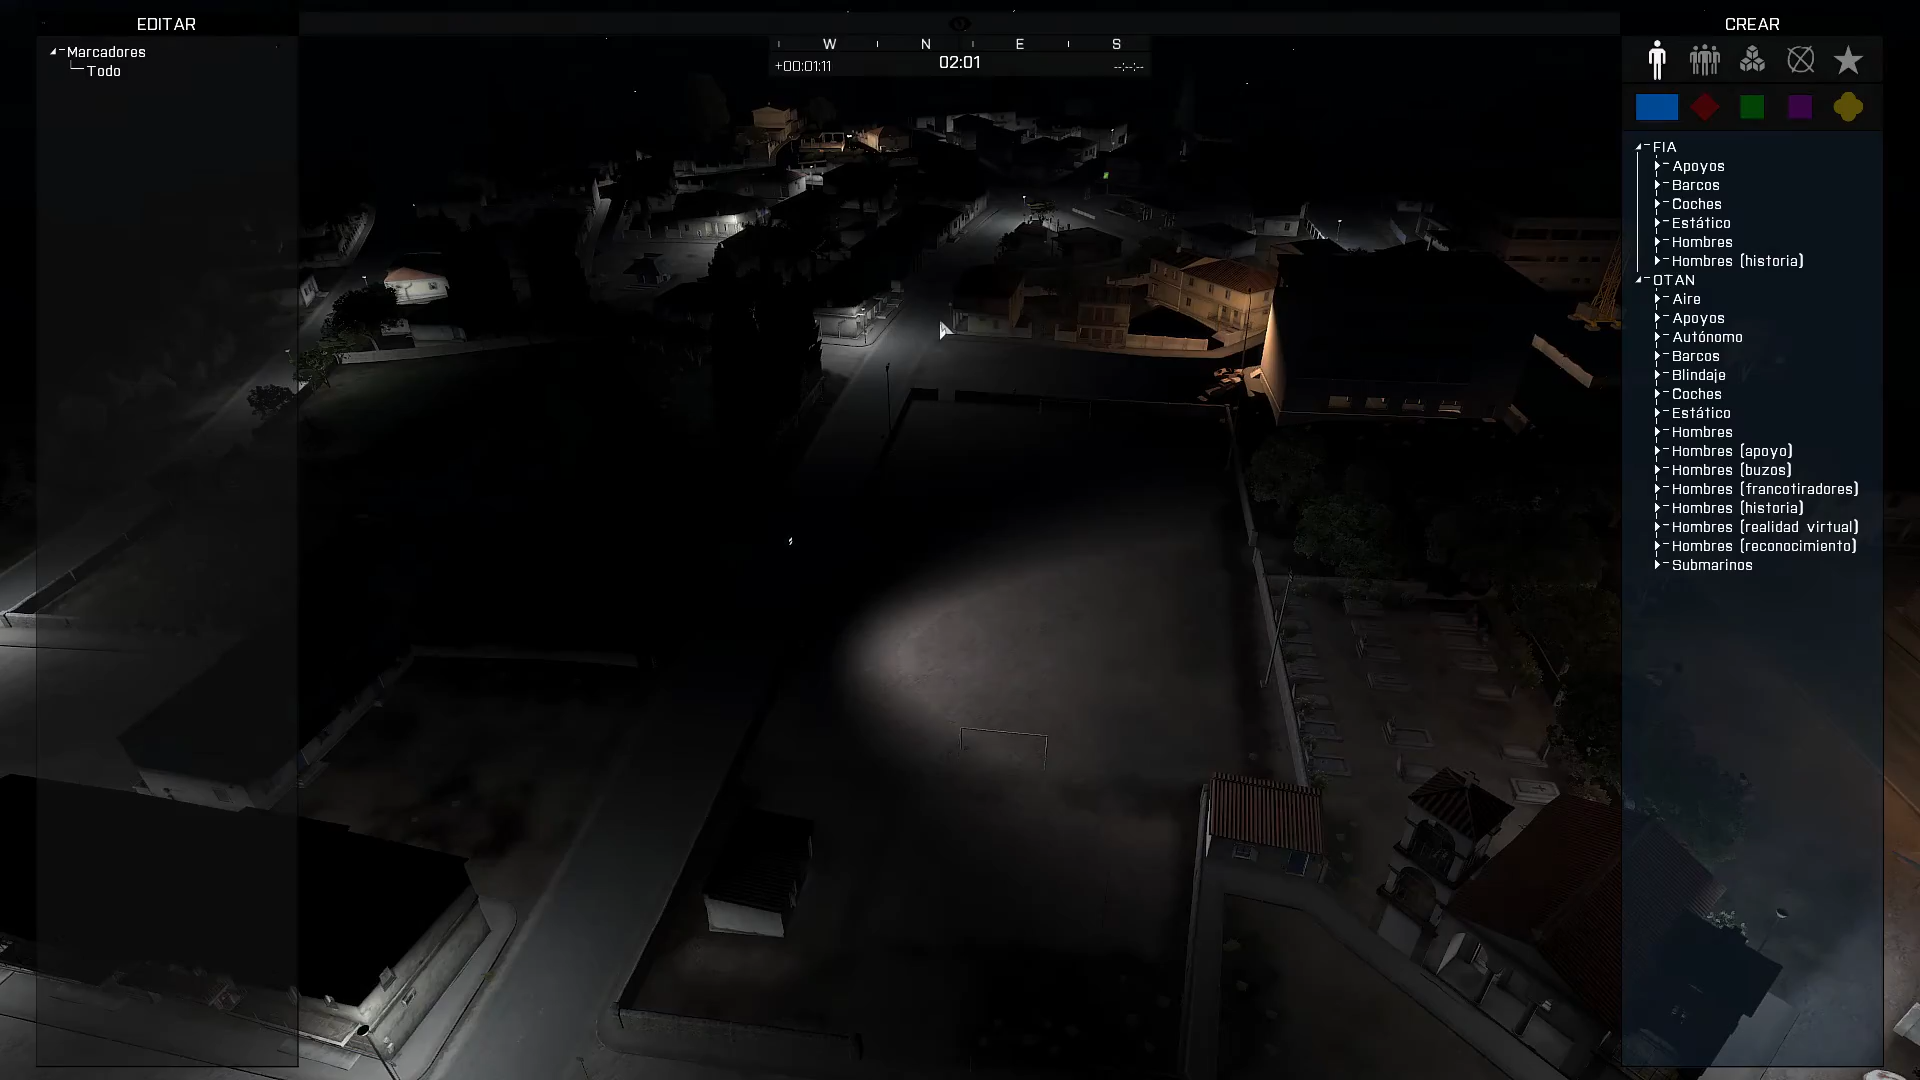 EDITAR
Marcadores
Todo
W N E S
+00:01:11
02:01
--:--:--
CREAR
FIA
Apoyos
Barcos
Coches
Estático
Hombres
Hombres (historia)
OTAN
Aire
Apoyos
Autónomo
Barcos
Blindaje
Coches
Estático
Hombres
Hombres (apoyo)
Hombres (buzos)
Hombres (francotiradores)
Hombres (historia)
Hombres (realidad virtual)
Hombres (reconocimiento)
Submarinos